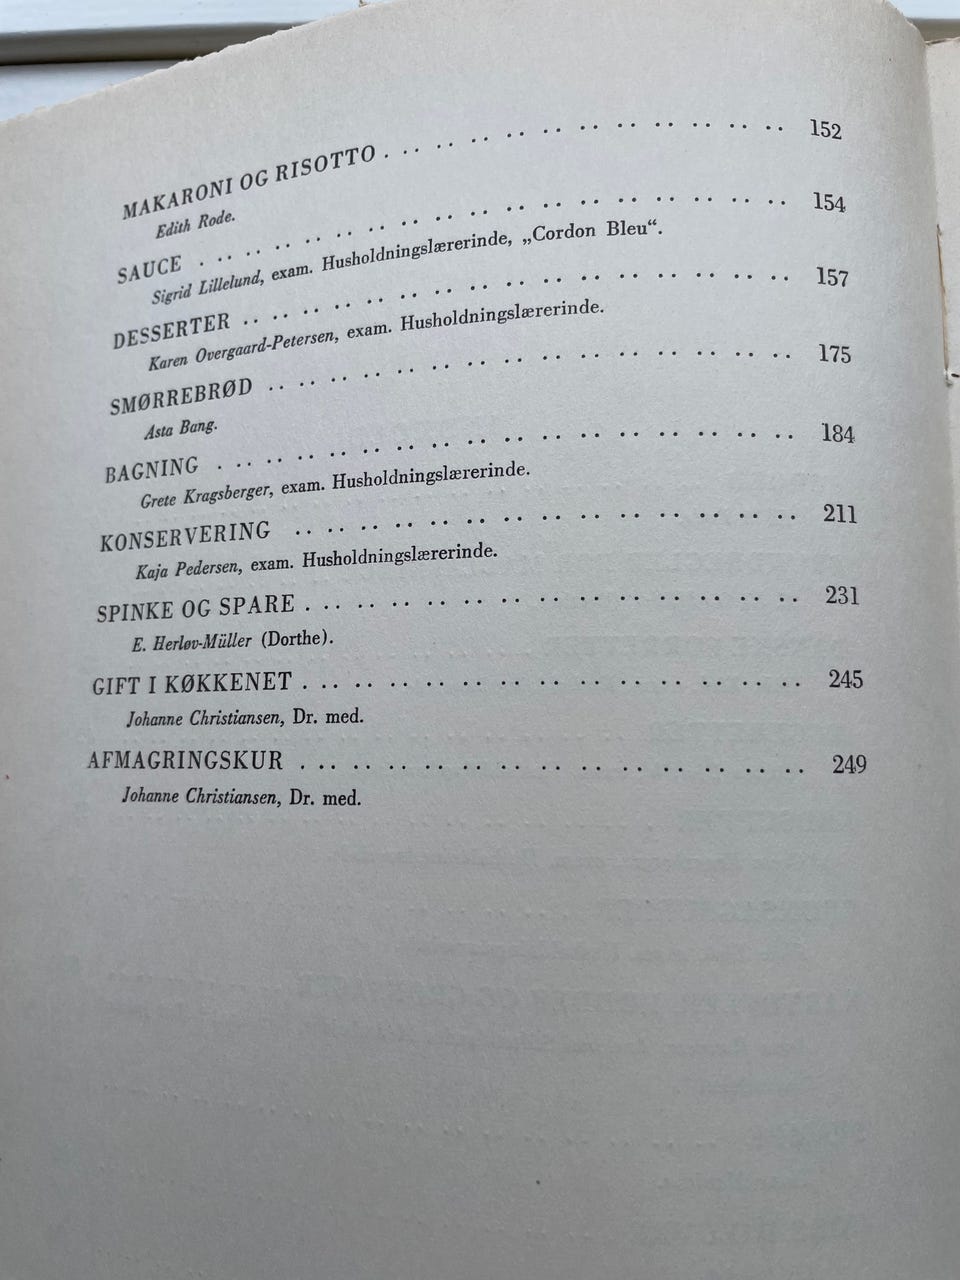 MAKARONI OG RISOTTO . .. .. .. .. .. .. .. .. .. .. .. 152
Edith Rode.
SAUCE . .. .. .. .. .. .. .. .. .. .. .. .. .. .. .. .. 154
Sigrid Lillelund, exam. Husholdningslærerinde, „Cordon Bleu“.
DESSERTER .. .. .. .. .. .. .. .. .. .. .. .. .. .. .. 157
Karen Overgaard-Petersen, exam. Husholdningslærerinde.
SMØRREBRØD .. .. .. .. .. .. .. .. .. .. .. .. .. .. 175
Asta Bang.
BAGNING . .. .. .. .. .. .. .. .. .. .. .. .. .. .. .. 184
Grete Kragsberger, exam. Husholdningslærerinde.
KONSERVERING .. .. .. .. .. .. .. .. .. .. .. .. .. .. 211
Kaja Pedersen, exam. Husholdningslærerinde.
SPINKE OG SPARE . .. .. .. .. .. .. .. .. .. .. .. .. .. 231
E. Herløv-Müller (Dorthe).
GIFT I KØKKENET . .. .. .. .. .. .. .. .. .. .. .. .. .. 245
Johanne Christiansen, Dr. med.
AFMAGRINGSKUR . .. .. .. .. .. .. .. .. .. .. .. .. .. 249
Johanne Christiansen, Dr. med.